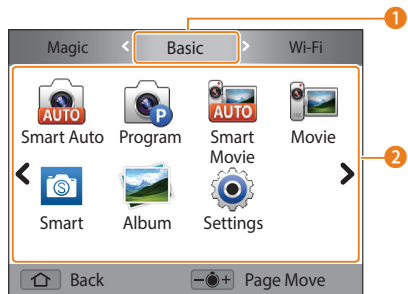 1
Magic < Basic > Wi-Fi
2
AUTO P AUTO
Smart Auto Program Smart Movie Movie
S
Smart Album Settings
Back − + Page Move